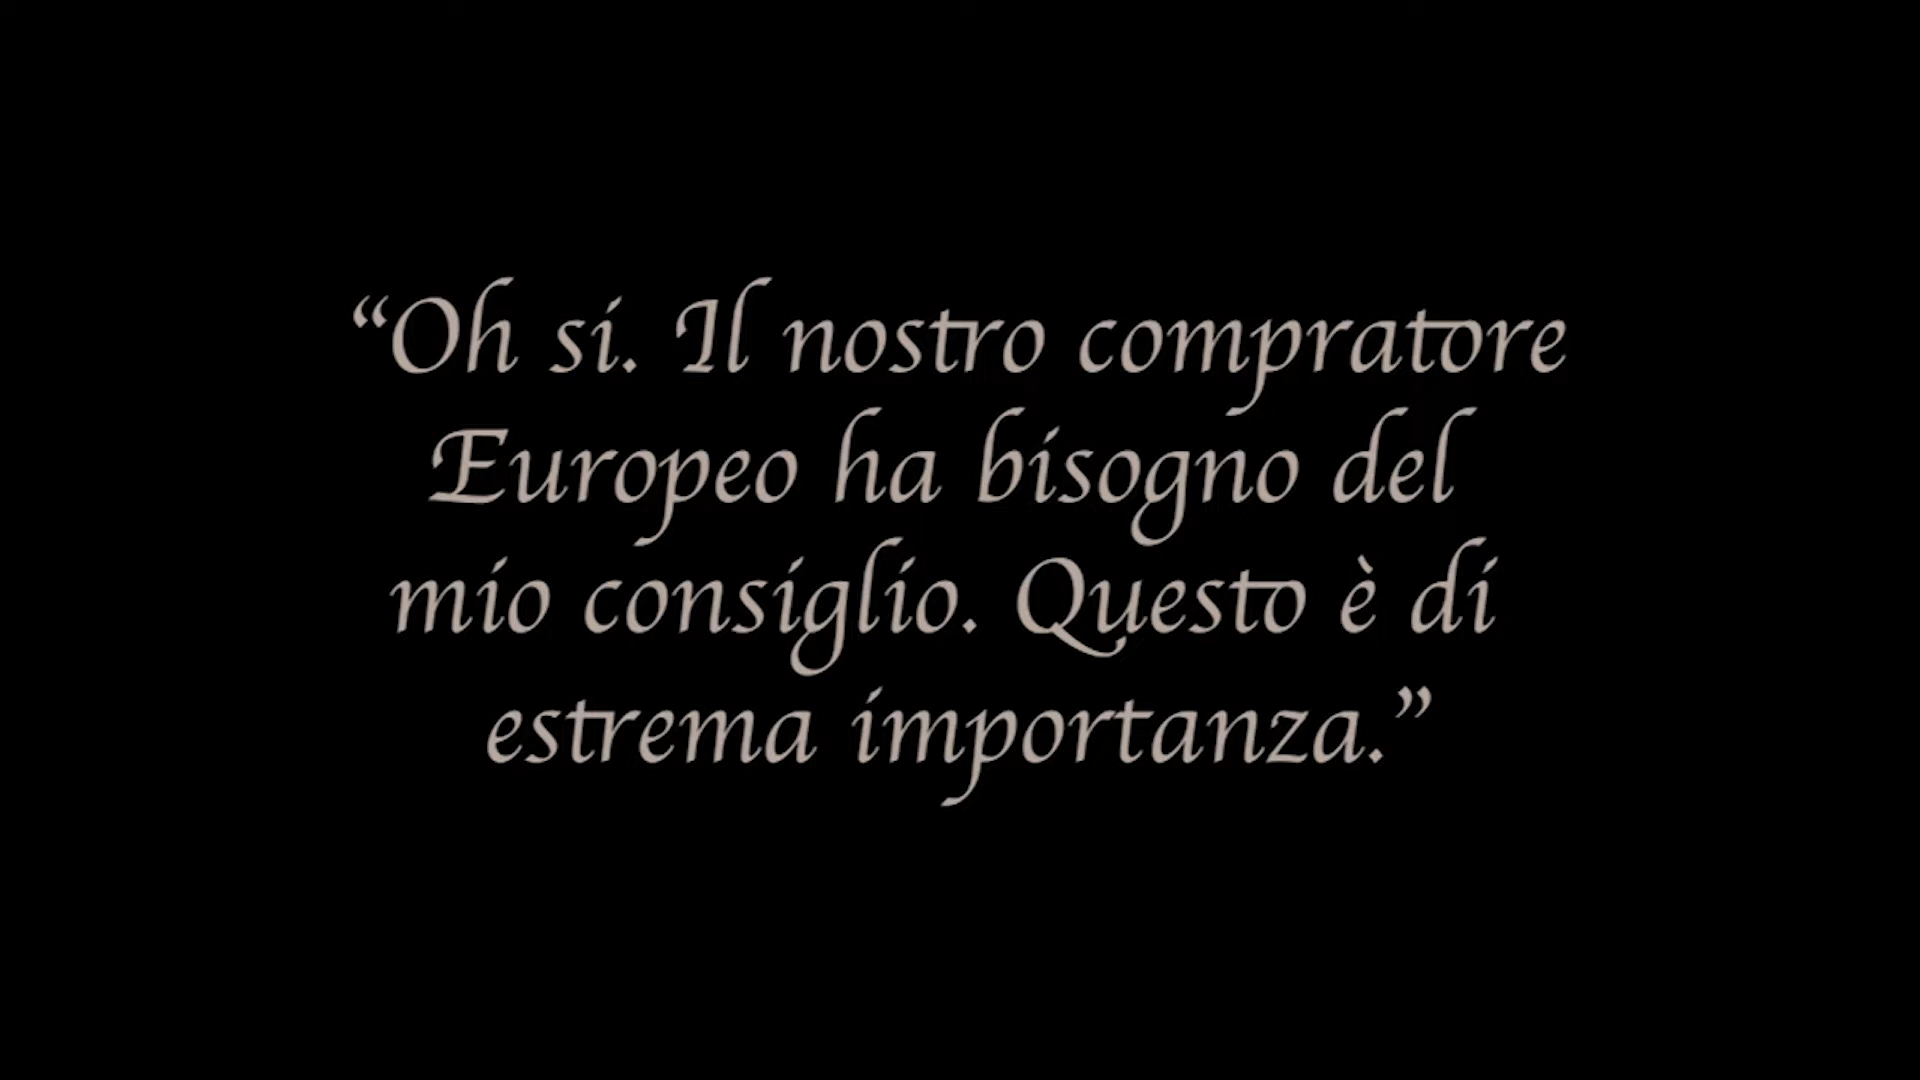 “Oh si. Il nostro compratore
Europeo ha bisogno del
mio consiglio. Questo è di
estrema importanza.”